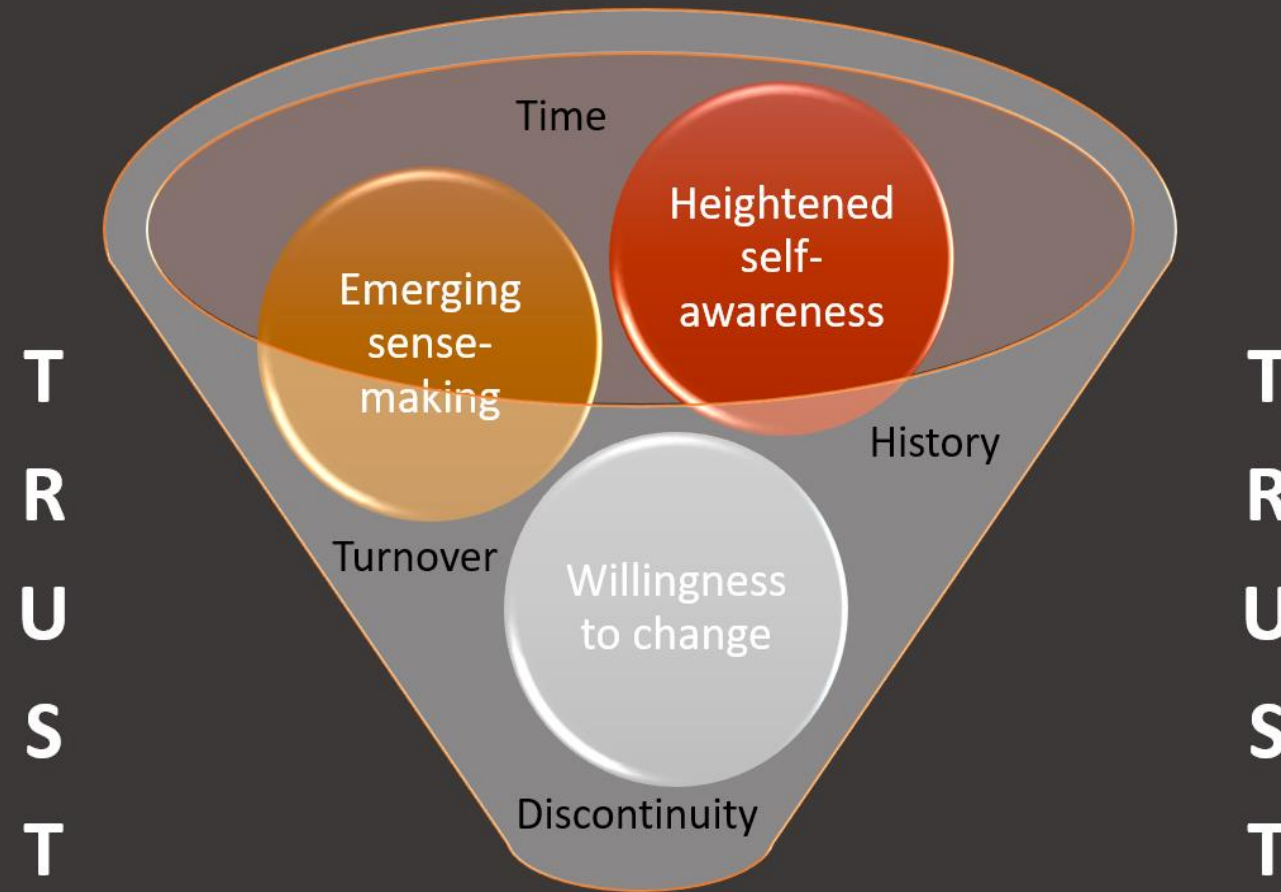 Time
Heightened
self-
awareness
Emerging
sense-
making
History
Turnover
Willingness
to change
Discontinuity
T
R
U
S
T
T
R
U
S
T